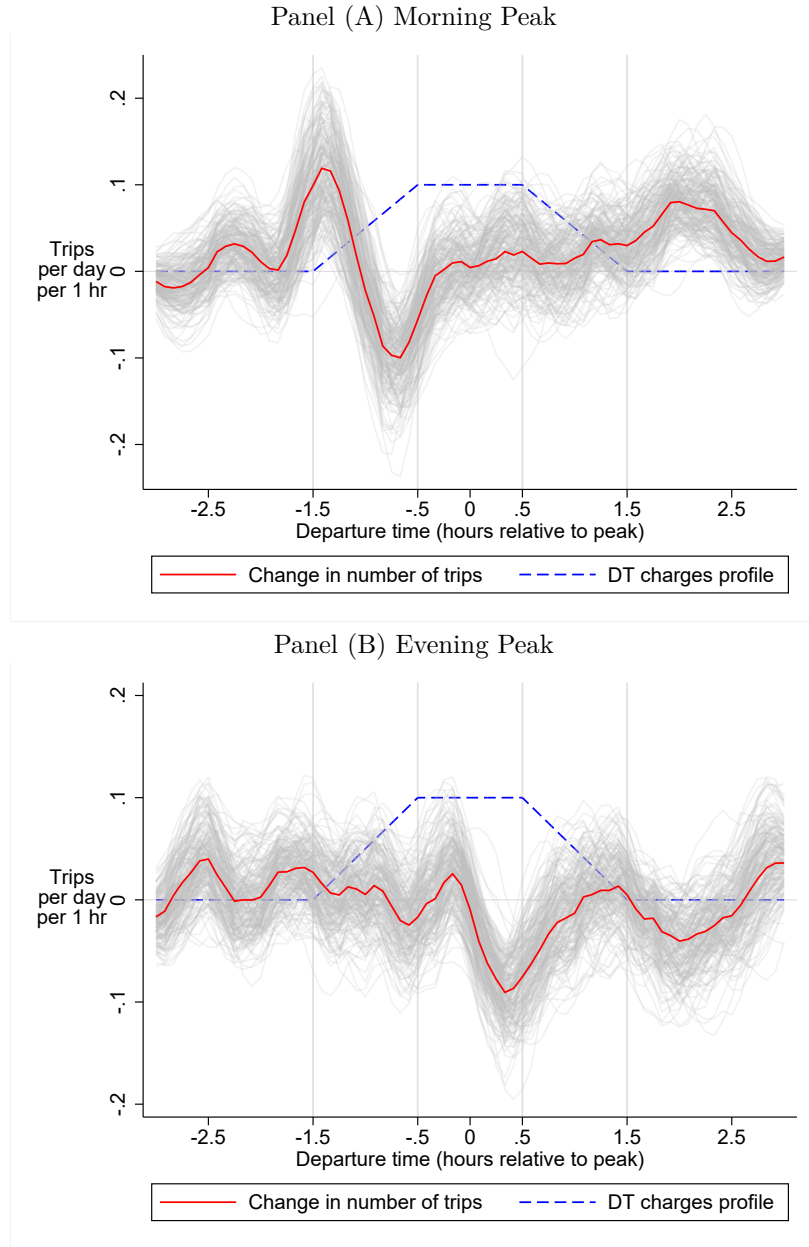 Panel (A) Morning Peak
.2
.1
0
-.1
-.2
Trips
per day
per 1 hr
-2.5 -1.5 -.5 0 .5 1.5 2.5
Departure time (hours relative to peak)
Change in number of trips DT charges profile
Panel (B) Evening Peak
.2
.1
0
-.1
-.2
Trips
per day
per 1 hr
-2.5 -1.5 -.5 0 .5 1.5 2.5
Departure time (hours relative to peak)
Change in number of trips DT charges profile